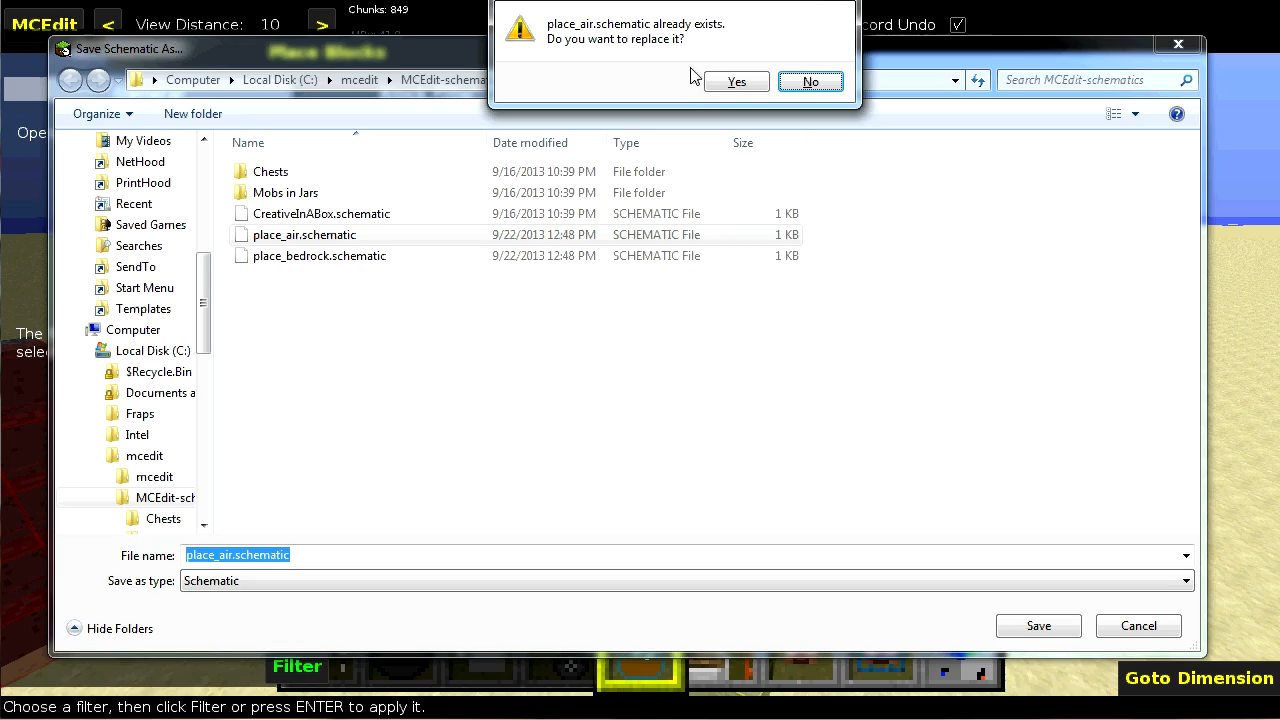 MCEdit < View Distance: 10 > Chunks: 849
cord Undo
place_air.schematic already exists.
Do you want to replace it?
Yes No
Save Schematic As...
Place Blocks
Computer Local Disk (C:) mcedit MCEdit-schema
Search MCEdit-schematics
Organize New folder
Ope
Name Date modified Type Size
My Videos
NetHood
PrintHood
Recent
Saved Games
Searches
SendTo
Start Menu
Templates
Computer
Local Disk (C:)
$Recycle.Bin
Documents a
Fraps
Intel
mcedit
mcedit
MCEdit-sch
Chests
Chests 9/16/2013 10:39 PM File folder
Mobs in Jars 9/16/2013 10:39 PM File folder
CreativeInABox.schematic 9/16/2013 10:39 PM SCHEMATIC File 1 KB
place_air.schematic 9/22/2013 12:48 PM SCHEMATIC File 1 KB
place_bedrock.schematic 9/22/2013 12:48 PM SCHEMATIC File 1 KB
The
sele
File name: place_air.schematic
Save as type: Schematic
Hide Folders Save Cancel
Filter
Goto Dimension
Choose a filter, then click Filter or press ENTER to apply it.